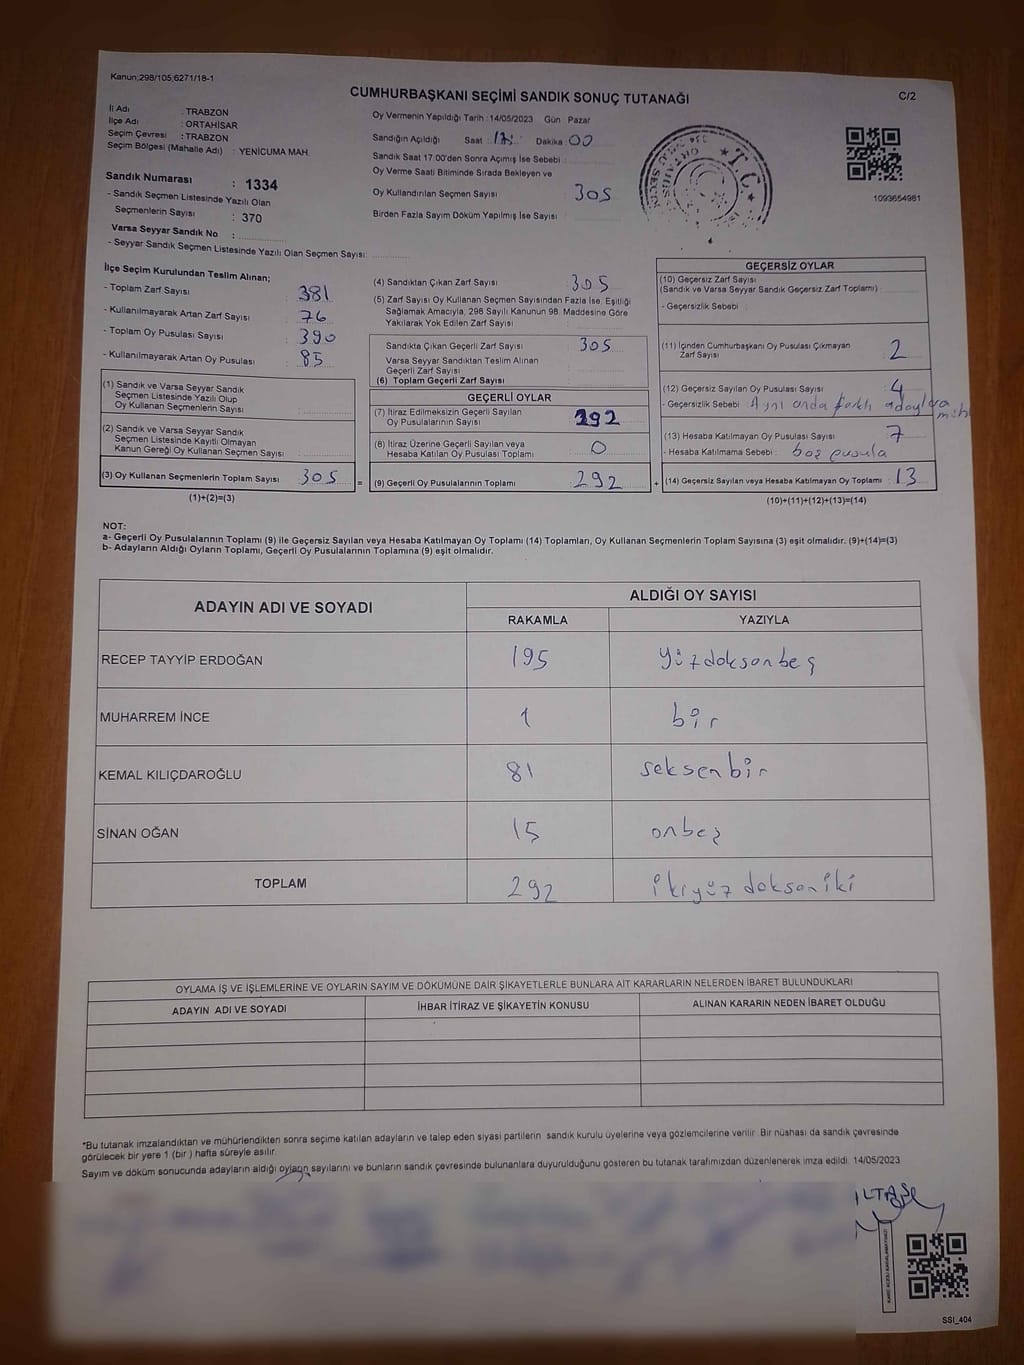 Kanun;298/105;6271/18-1
CUMHURBAŞKANI SEÇİMİ SANDIK SONUÇ TUTANAĞI
C/2
İl Adı : TRABZON
İlçe Adı : ORTAHİSAR
Seçim Çevresi : TRABZON
Seçim Bölgesi (Mahalle Adı) : YENİCUMA MAH.
Sandık Numarası : 1334
- Sandık Seçmen Listesinde Yazılı Olan
Seçmenlerin Sayısı : 370
Varsa Seyyar Sandık No :
- Seyyar Sandık Seçmen Listesinde Yazılı Olan Seçmen Sayısı:
Oy Vermenin Yapıldığı Tarih : 14/05/2023 Gün Pazar
Sandığın Açıldığı Saat : Dakika 00
Sandık Saat 17:00'den Sonra Açımış İse Sebebi :
Oy Verme Saati Bitiminde Sırada Bekleyen ve
Oy Kullandırılan Seçmen Sayısı 305
Birden Fazla Sayım Döküm Yapılmış İse Sayısı
T.C.
1093654981
İlçe Seçim Kurulundan Teslim Alınan;
- Toplam Zarf Sayısı : 381
- Kullanılmayarak Artan Zarf Sayısı : 76
- Toplam Oy Pusulası Sayısı : 390
- Kullanılmayarak Artan Oy Pusulası : 85
(1) Sandık ve Varsa Seyyar Sandık
Seçmen Listesinde Yazılı Olup
Oy Kullanan Seçmenlerin Sayısı :
(2) Sandık ve Varsa Seyyar Sandık
Seçmen Listesinde Kayıtlı Olmayan
Kanun Gereği Oy Kullanan Seçmen Sayısı :
(3) Oy Kullanan Seçmenlerin Toplam Sayısı : 305 =
(1)+(2)=(3)
(4) Sandıktan Çıkan Zarf Sayısı : 305
(5) Zarf Sayısı Oy Kullanan Seçmen Sayısından Fazla İse, Eşitliği
Sağlamak Amacıyla, 298 Sayılı Kanunun 98. Maddesine Göre
Yakılarak Yok Edilen Zarf Sayısı :
Sandıkta Çıkan Geçerli Zarf Sayısı : 305
Varsa Seyyar Sandıktan Teslim Alınan
Geçerli Zarf Sayısı :
(6) Toplam Geçerli Zarf Sayısı
GEÇERLİ OYLAR
(7) İtiraz Edilmeksizin Geçerli Sayılan
Oy Pusulalarının Sayısı : 292
(8) İtiraz Üzerine Geçerli Sayılan veya
Hesaba Katılan Oy Pusulası Toplamı : 0
(9) Geçerli Oy Pusulalarının Toplamı : 292 +
GEÇERSİZ OYLAR
(10) Geçersiz Zarf Sayısı
(Sandık ve Varsa Seyyar Sandık Geçersiz Zarf Toplamı) :
- Geçersizlik Sebebi :
(11) İçinden Cumhurbaşkanı Oy Pusulası Çıkmayan
Zarf Sayısı : 2
(12) Geçersiz Sayılan Oy Pusulası Sayısı : 4
- Geçersizlik Sebebi : Aynı anda farklı adaylara
(13) Hesaba Katılmayan Oy Pusulası Sayısı : 7
- Hesaba Katılmama Sebebi : boş pusula
(14) Geçersiz Sayılan veya Hesaba Katılmayan Oy Toplamı : 13
(10)+(11)+(12)+(13)=(14)
NOT:
a- Geçerli Oy Pusulalarının Toplamı (9) ile Geçersiz Sayılan veya Hesaba Katılmayan Oy Toplamı (14) Toplamları, Oy Kullanan Seçmenlerin Toplam Sayısına (3) eşit olmalıdır. (9)+(14)=(3)
b- Adayların Aldığı Oyların Toplamı, Geçerli Oy Pusulalarının Toplamına (9) eşit olmalıdır.
ADAYIN ADI VE SOYADI
ALDIĞI OY SAYISI
RAKAMLA YAZIYLA
RECEP TAYYİP ERDOĞAN 195 yüzdoksanbeş
MUHARREM İNCE 1 bir
KEMAL KILIÇDAROĞLU 81 seksenbir
SİNAN OĞAN 15 onbeş
TOPLAM 292 ikiyüzdoksaniki
OYLAMA İŞ VE İŞLEMLERİNE VE OYLARIN SAYIM VE DÖKÜMÜNE DAİR ŞİKAYETLERLE BUNLARA AİT KARARLARIN NELERDEN İBARET BULUNDUKLARI
ADAYIN ADI VE SOYADI
İHBAR İTİRAZ VE ŞİKAYETİN KONUSU
ALINAN KARARIN NEDEN İBARET OLDUĞU
*Bu tutanak imzalandıktan ve mühürlendikten sonra seçime katılan adayların ve talep eden siyasi partilerin sandık kurulu üyelerine veya gözlemcilerine verilir. Bir nüshası da sandık çevresinde
görülecek bir yere 1 (bir ) hafta süreyle asılır.
Sayım ve döküm sonucunda adayların aldığı oyların sayılarını ve bunların sandık çevresinde bulunanlara duyurulduğunu gösteren bu tutanak tarafımızdan düzenlenerek imza edildi. 14/05/2023
SSİ_404